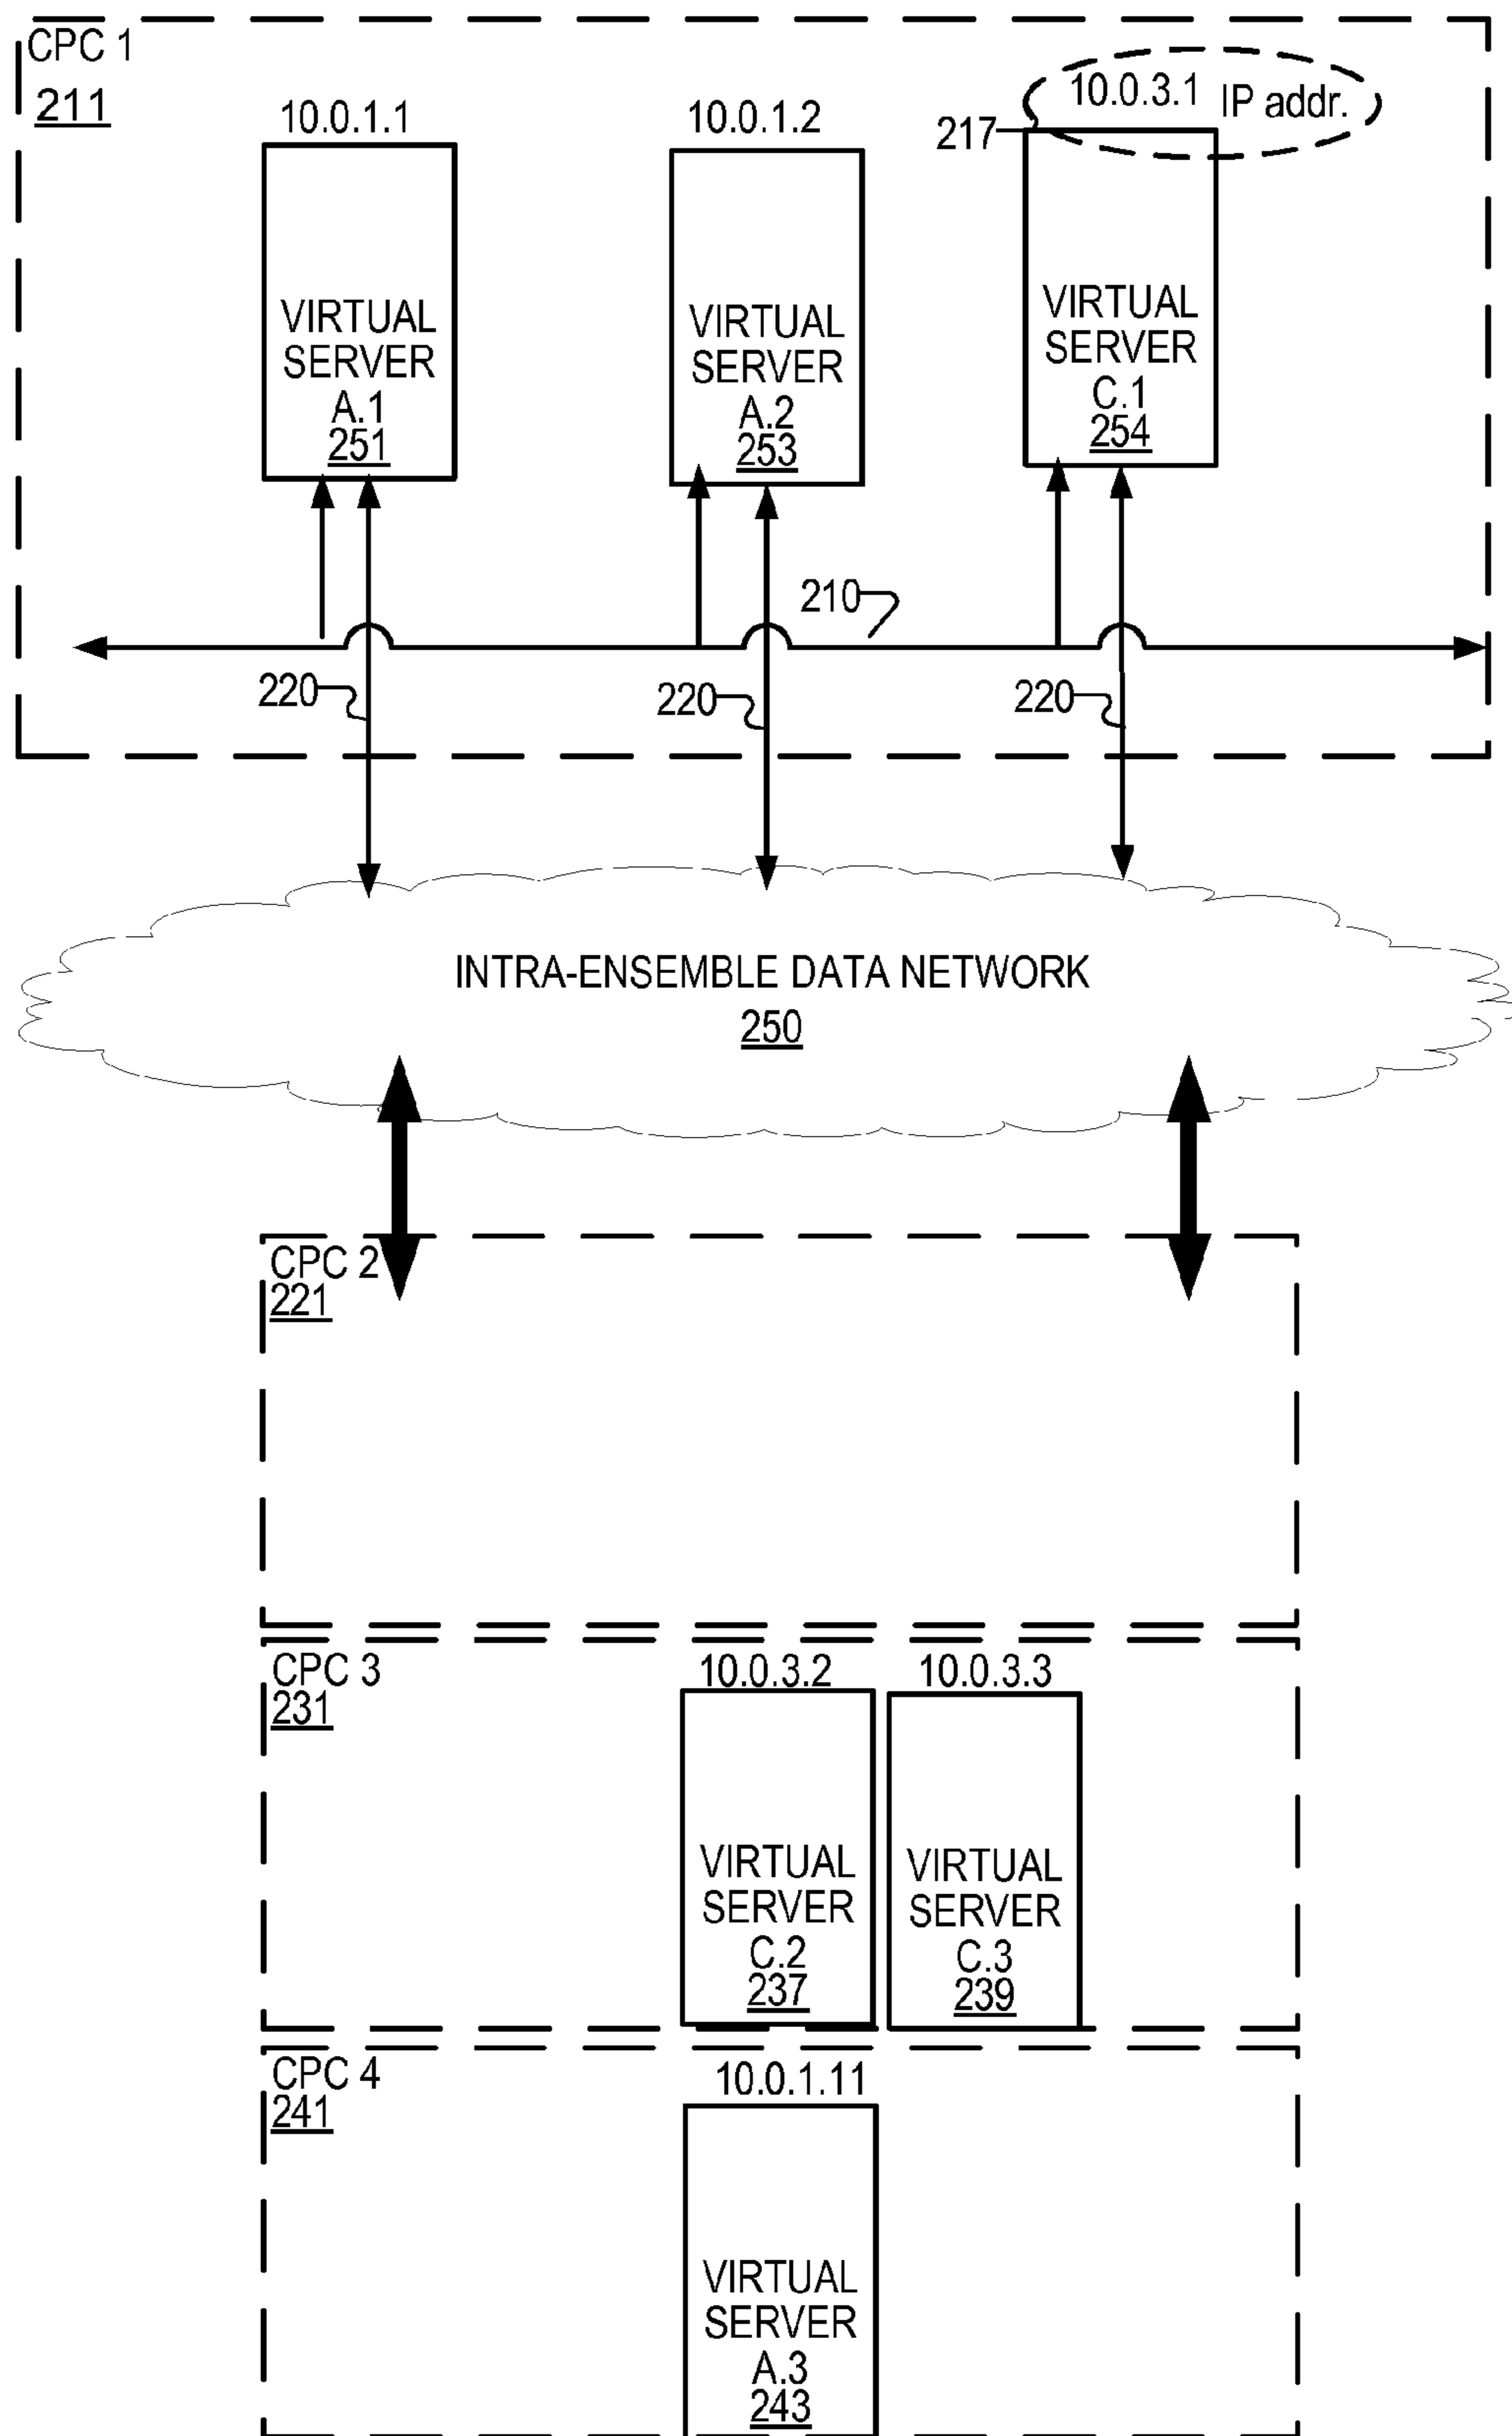 CPC 1
211
10.0.1.1
10.0.1.2
10.0.3.1 IP addr.
217
VIRTUAL
SERVER
A.1
251
VIRTUAL
SERVER
A.2
253
VIRTUAL
SERVER
C.1
254
210
220
220
220
INTRA-ENSEMBLE DATA NETWORK
250
CPC 2
221
CPC 3
231
10.0.3.2
10.0.3.3
VIRTUAL
SERVER
C.2
237
VIRTUAL
SERVER
C.3
239
CPC 4
241
10.0.1.11
VIRTUAL
SERVER
A.3
243